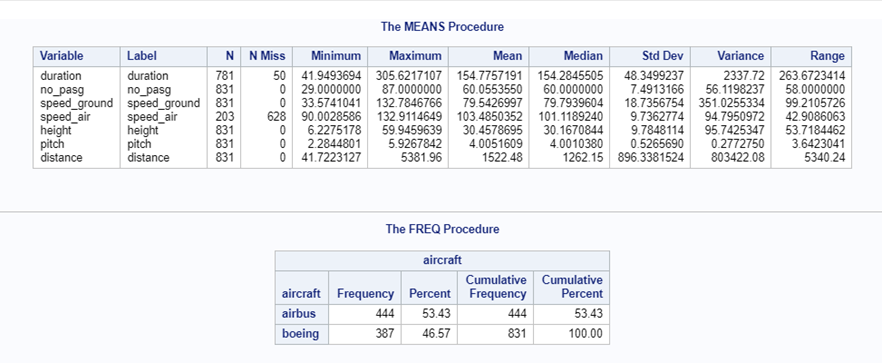 The MEANS Procedure
Variable Label N N Miss Minimum Maximum Mean Median Std Dev Variance Range
duration duration 781 50 41.9493694 305.6217107 154.7757191 154.2845505 48.3499237 2337.72 263.6723414
no_pasg no_pasg 831 0 29.0000000 87.0000000 60.0553550 60.0000000 7.4913166 56.1198237 58.0000000
speed_ground speed_ground 831 0 33.5741041 132.7846766 79.5426997 79.7939604 18.7356754 351.0255334 99.2105726
speed_air speed_air 203 628 90.0028586 132.9114649 103.4850352 101.1189240 9.7362774 94.7950972 42.9086063
height height 831 0 6.2275178 59.9459639 30.4578695 30.1670844 9.7848114 95.7425347 53.7184462
pitch pitch 831 0 2.2844801 5.9267842 4.0051609 4.0010380 0.5265690 0.2772750 3.6423041
distance distance 831 0 41.7223127 5381.96 1522.48 1262.15 896.3381524 803422.08 5340.24
The FREQ Procedure
aircraft
aircraft Frequency Percent Cumulative Frequency Cumulative Percent
airbus 444 53.43 444 53.43
boeing 387 46.57 831 100.00